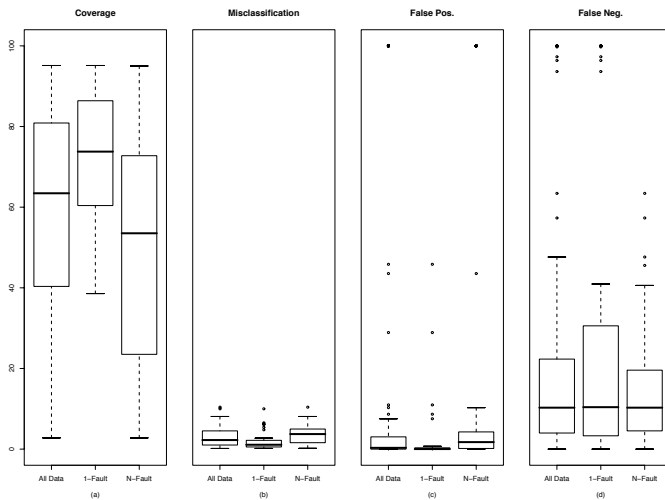 Coverage
Misclassification
False Pos.
False Neg.
100
80
60
40
20
0
All Data
1−Fault
N−Fault
(a)
All Data
1−Fault
N−Fault
(b)
All Data
1−Fault
N−Fault
(c)
All Data
1−Fault
N−Fault
(d)